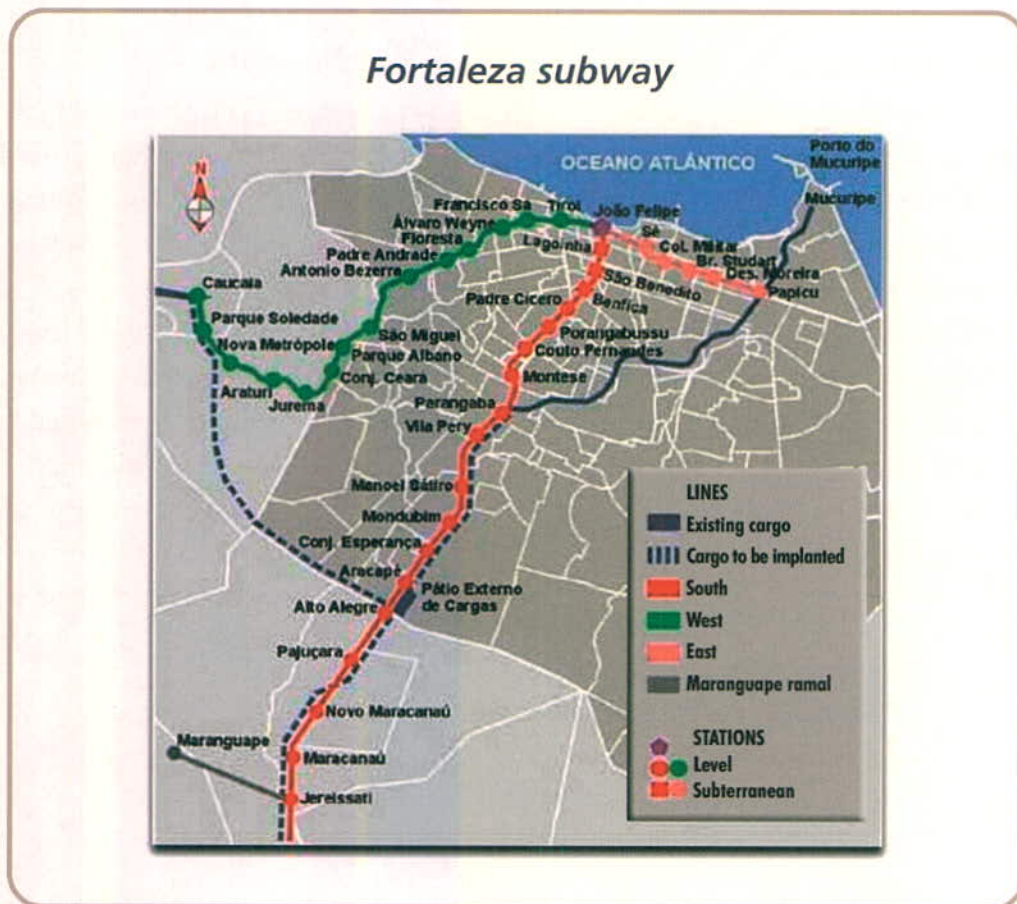 Fortaleza subway
N
OCEANO ATLÂNTICO
Porto do
Mucuripe
Mucuripe
Francisco Sá
Tirol
João Felipe
Álvaro Weyne
Floresta
Padre Andrade
Antonio Bezerra
Lagoinha
Sé
Col. Militar
Br. Studart
Des. Moreira
Papicu
São Benedito
Benfica
Padre Cicero
Porangabussu
Couto Fernandes
Montese
Parangaba
Vila Pery
Caucaia
Parque Soledade
Nova Metrópole
São Miguel
Parque Albano
Conj. Ceara
Araturi
Jurema
Manoel Sátiro
Mondubim
Conj. Esperança
Aracapé
Pátio Externo
de Cargas
Alto Alegre
Pajuçara
Novo Maracanaú
Maranguape
Maracanaú
Jereissati
LINES
Existing cargo
Cargo to be implanted
South
West
East
Maranguape ramal
STATIONS
Level
Subterranean